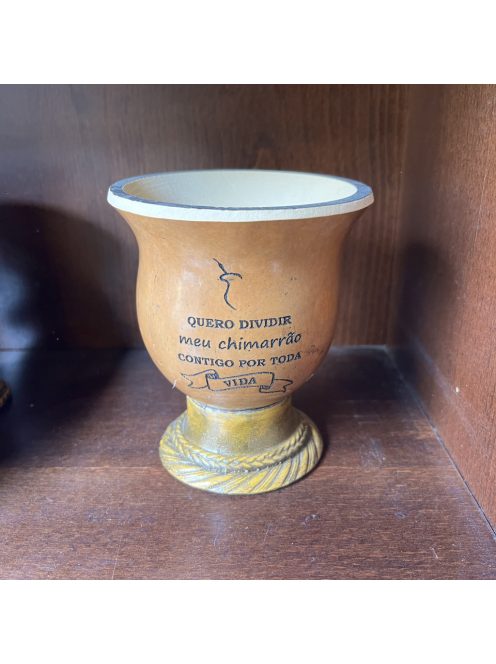 QUERO DIVIDIR
meu chimarrão
CONTIGO POR TODA
VIDA